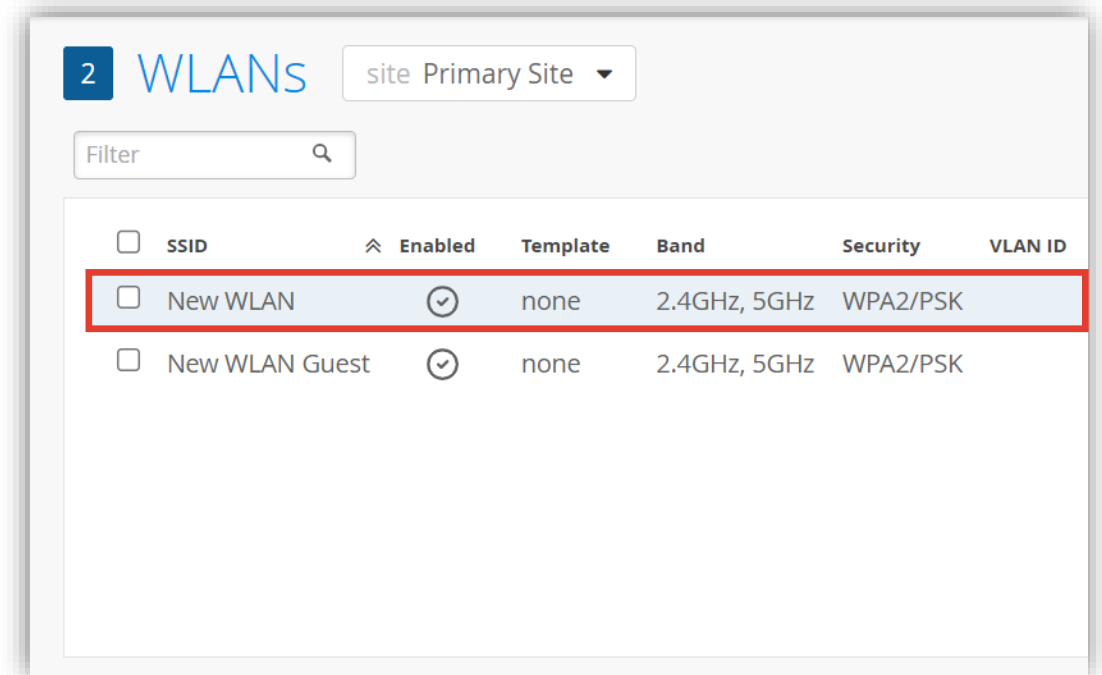 2 WLANs site Primary Site
Filter
SSID Enabled Template Band Security VLAN ID
New WLAN none 2.4GHz, 5GHz WPA2/PSK
New WLAN Guest none 2.4GHz, 5GHz WPA2/PSK